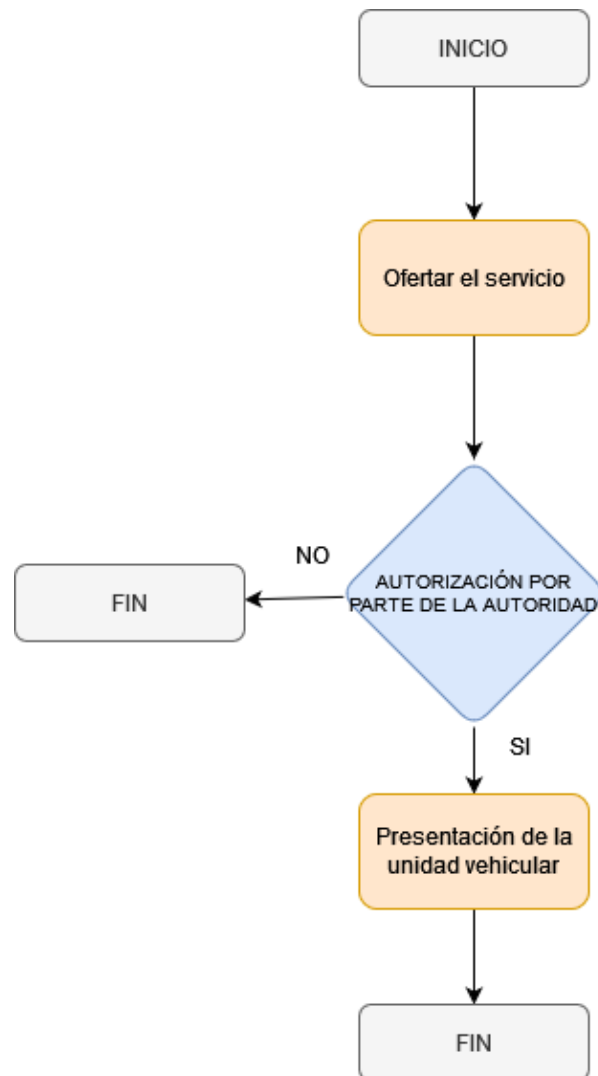 INICIO
Ofertar el servicio
NO
AUTORIZACIÓN POR
PARTE DE LA AUTORIDAD
FIN
SI
Presentación de la
unidad vehicular
FIN